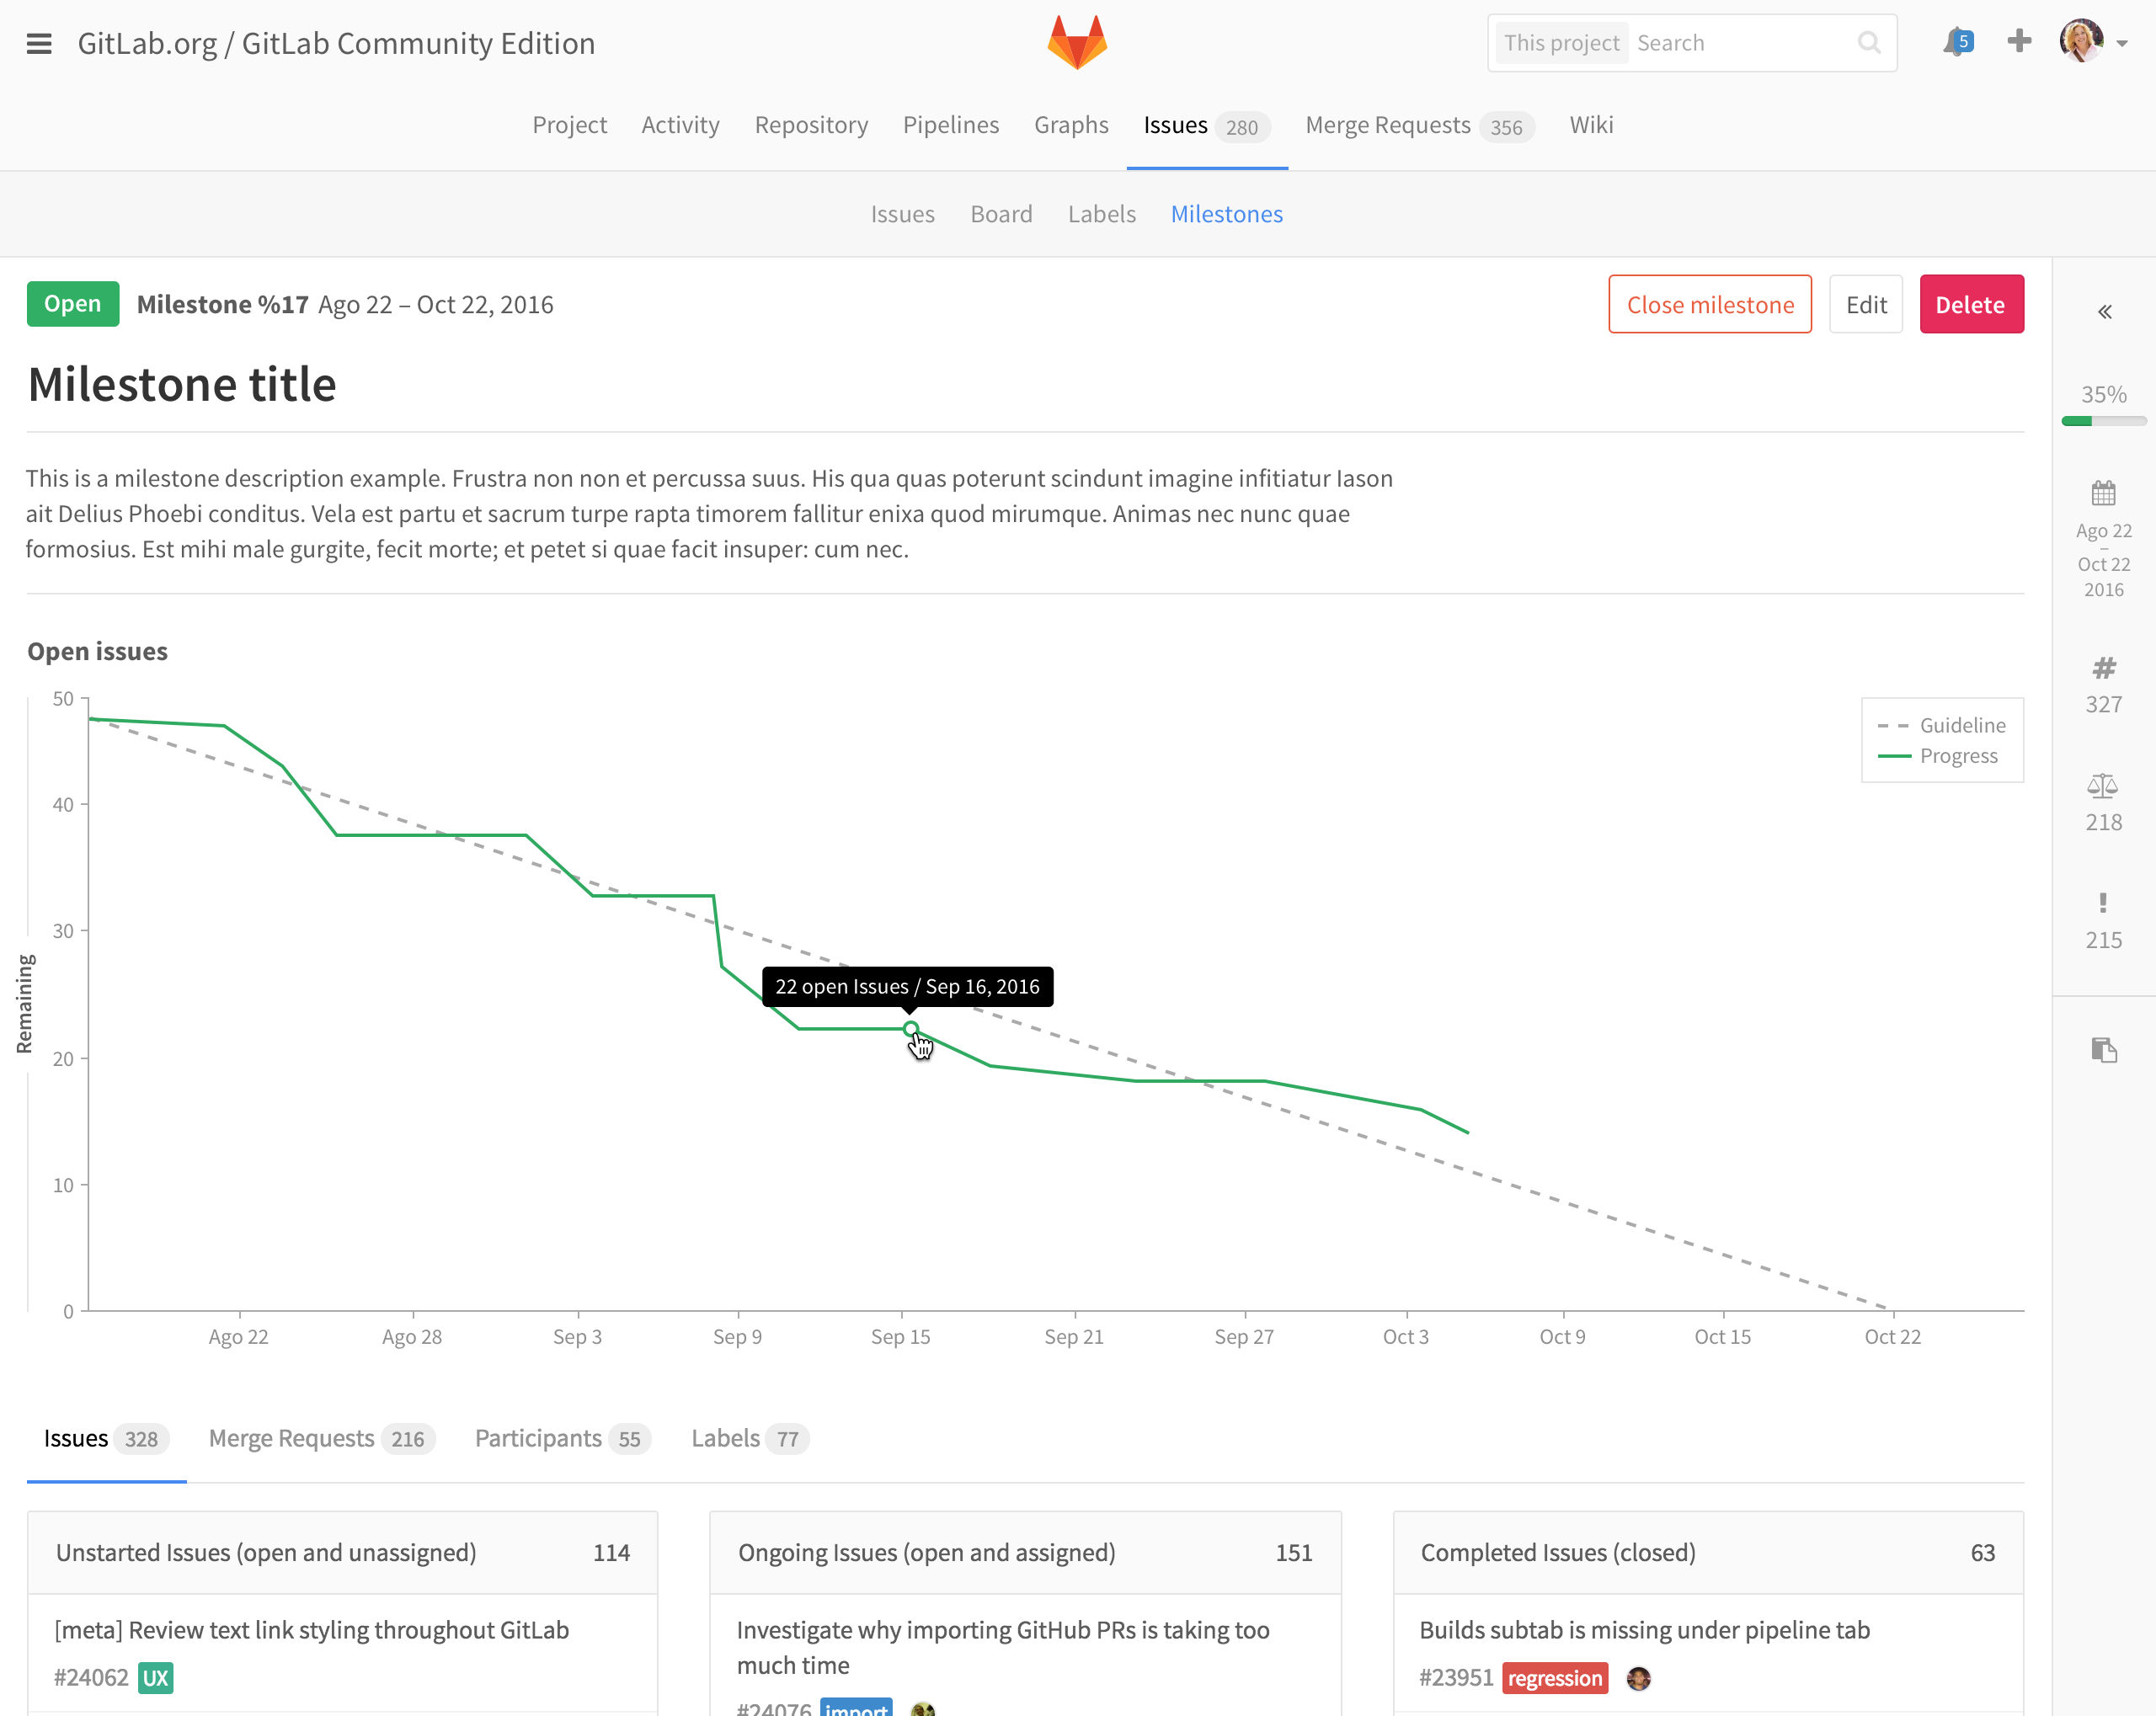 GitLab.org / GitLab Community Edition
This project Search
5
Project Activity Repository Pipelines Graphs Issues 280 Merge Requests 356 Wiki
Issues Board Labels Milestones
Open Milestone %17 Ago 22 – Oct 22, 2016
Close milestone Edit Delete
Milestone title
This is a milestone description example. Frustra non non et percussa suus. His qua quas poterunt scindunt imagine infitiatur Iason
ait Delius Phoebi conditus. Vela est partu et sacrum turpe rapta timorem fallitur enixa quod mirumque. Animas nec nunc quae
formosius. Est mihi male gurgite, fecit morte; et petet si quae facit insuper: cum nec.
35%
Ago 22
–
Oct 22
2016
#
327
218
!
215
Open issues
Guideline
Progress
Remaining
50
40
30
20
10
0
22 open Issues / Sep 16, 2016
Ago 22 Ago 28 Sep 3 Sep 9 Sep 15 Sep 21 Sep 27 Oct 3 Oct 9 Oct 15 Oct 22
Issues 328 Merge Requests 216 Participants 55 Labels 77
Unstarted Issues (open and unassigned) 114
[meta] Review text link styling throughout GitLab
#24062 UX
Ongoing Issues (open and assigned) 151
Investigate why importing GitHub PRs is taking too
much time
#24076 import
Completed Issues (closed) 63
Builds subtab is missing under pipeline tab
#23951 regression